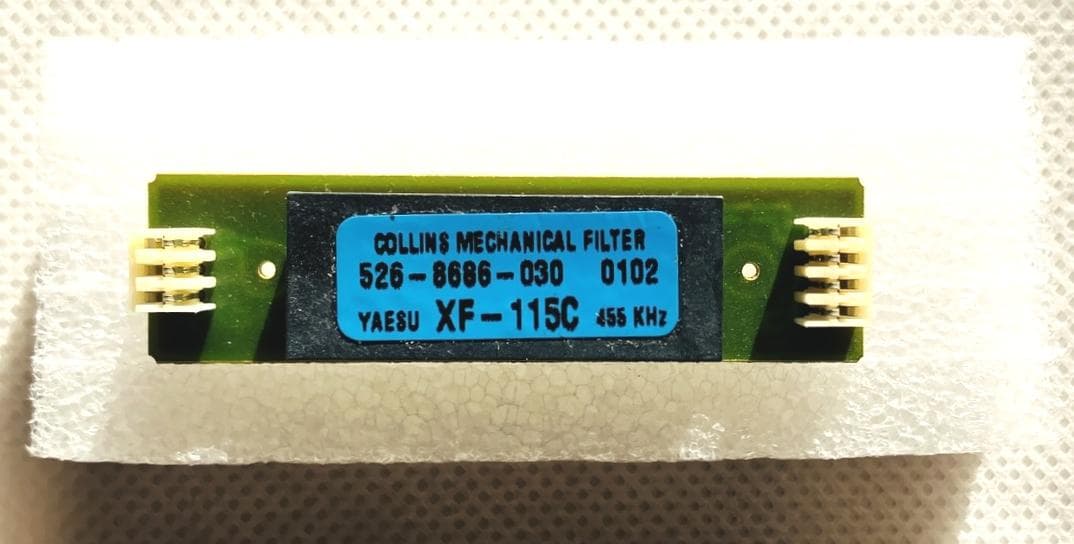 COLLINS MECHANICAL FILTER
526-8686-030 0102
YAESU XF-115C 455 KHz